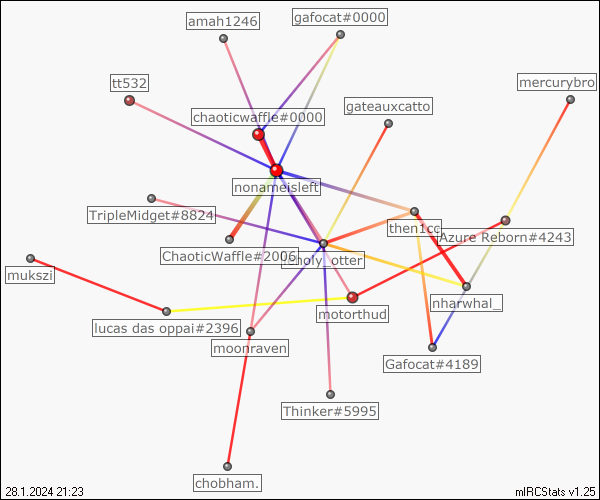 amah1246
gafocat#0000
tt532
mercurybro
chaoticwaffle#0000
gateauxcatto
nonameisleft
TripleMidget#8824
then1cc
Azure Reborn#4243
ChaoticWaffle#2006
holy_otter
mukszi
nharwhal_
motorthud
lucas das oppai#2396
moonraven
Gafocat#4189
Thinker#5995
chobham.
28.1.2024 21:23
mIRCStats v1.25